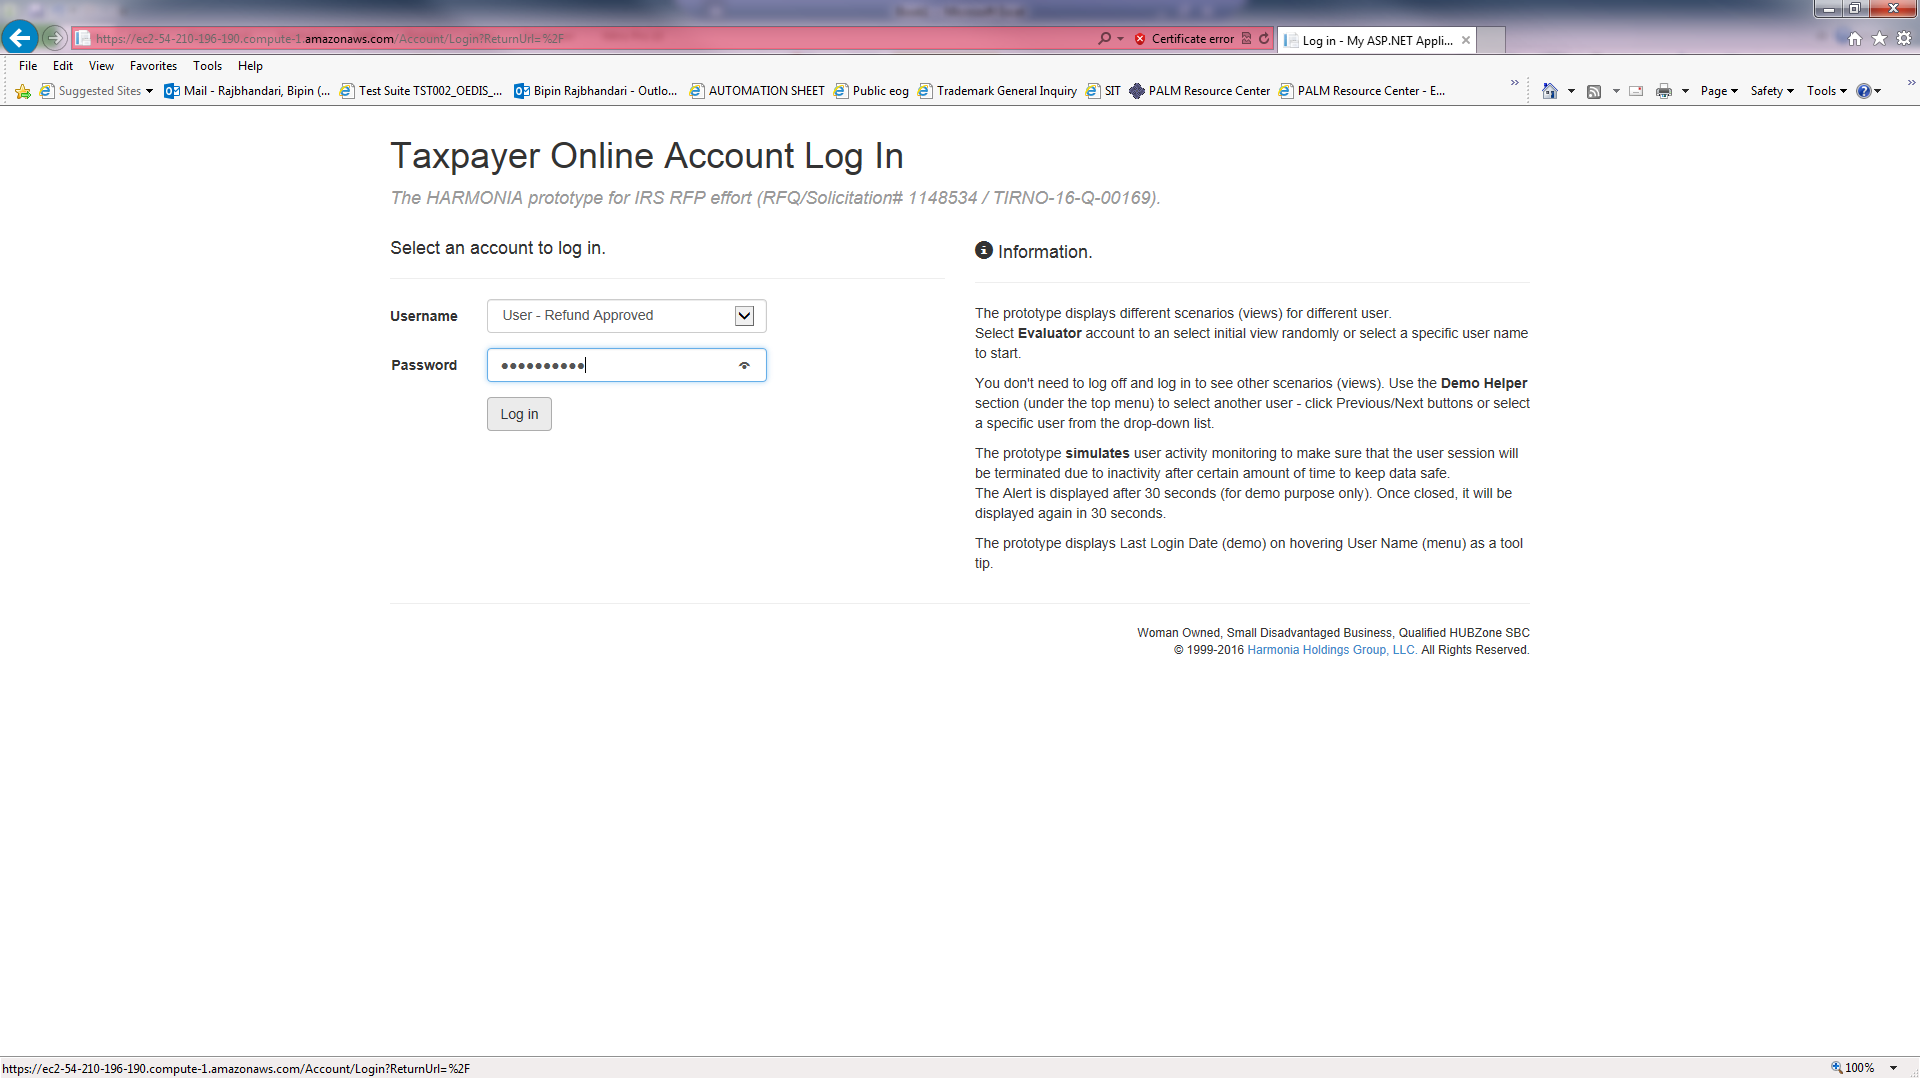 https://ec2-54-210-196-190.compute-1.amazonaws.com/Account/Login?ReturnUrl=%2F
Certificate error
Log in - My ASP.NET Appli...
File Edit View Favorites Tools Help
Suggested Sites
Mail - Rajbhandari, Bipin (...
Test Suite TST002_OEDIS_...
Bipin Rajbhandari - Outlo...
AUTOMATION SHEET
Public eog
Trademark General Inquiry
SIT
PALM Resource Center
PALM Resource Center - E...
Page Safety Tools
Taxpayer Online Account Log In
The HARMONIA prototype for IRS RFP effort (RFQ/Solicitation# 1148534 / TIRNO-16-Q-00169).
Select an account to log in.
Username User - Refund Approved
Password ••••••••••
Log in
Information.
The prototype displays different scenarios (views) for different user.
Select Evaluator account to an select initial view randomly or select a specific user name
to start.
You don't need to log off and log in to see other scenarios (views). Use the Demo Helper
section (under the top menu) to select another user - click Previous/Next buttons or select
a specific user from the drop-down list.
The prototype simulates user activity monitoring to make sure that the user session will
be terminated due to inactivity after certain amount of time to keep data safe.
The Alert is displayed after 30 seconds (for demo purpose only). Once closed, it will be
displayed again in 30 seconds.
The prototype displays Last Login Date (demo) on hovering User Name (menu) as a tool
tip.
Woman Owned, Small Disadvantaged Business, Qualified HUBZone SBC
© 1999-2016 Harmonia Holdings Group, LLC. All Rights Reserved.
https://ec2-54-210-196-190.compute-1.amazonaws.com/Account/Login?ReturnUrl=%2F
100%